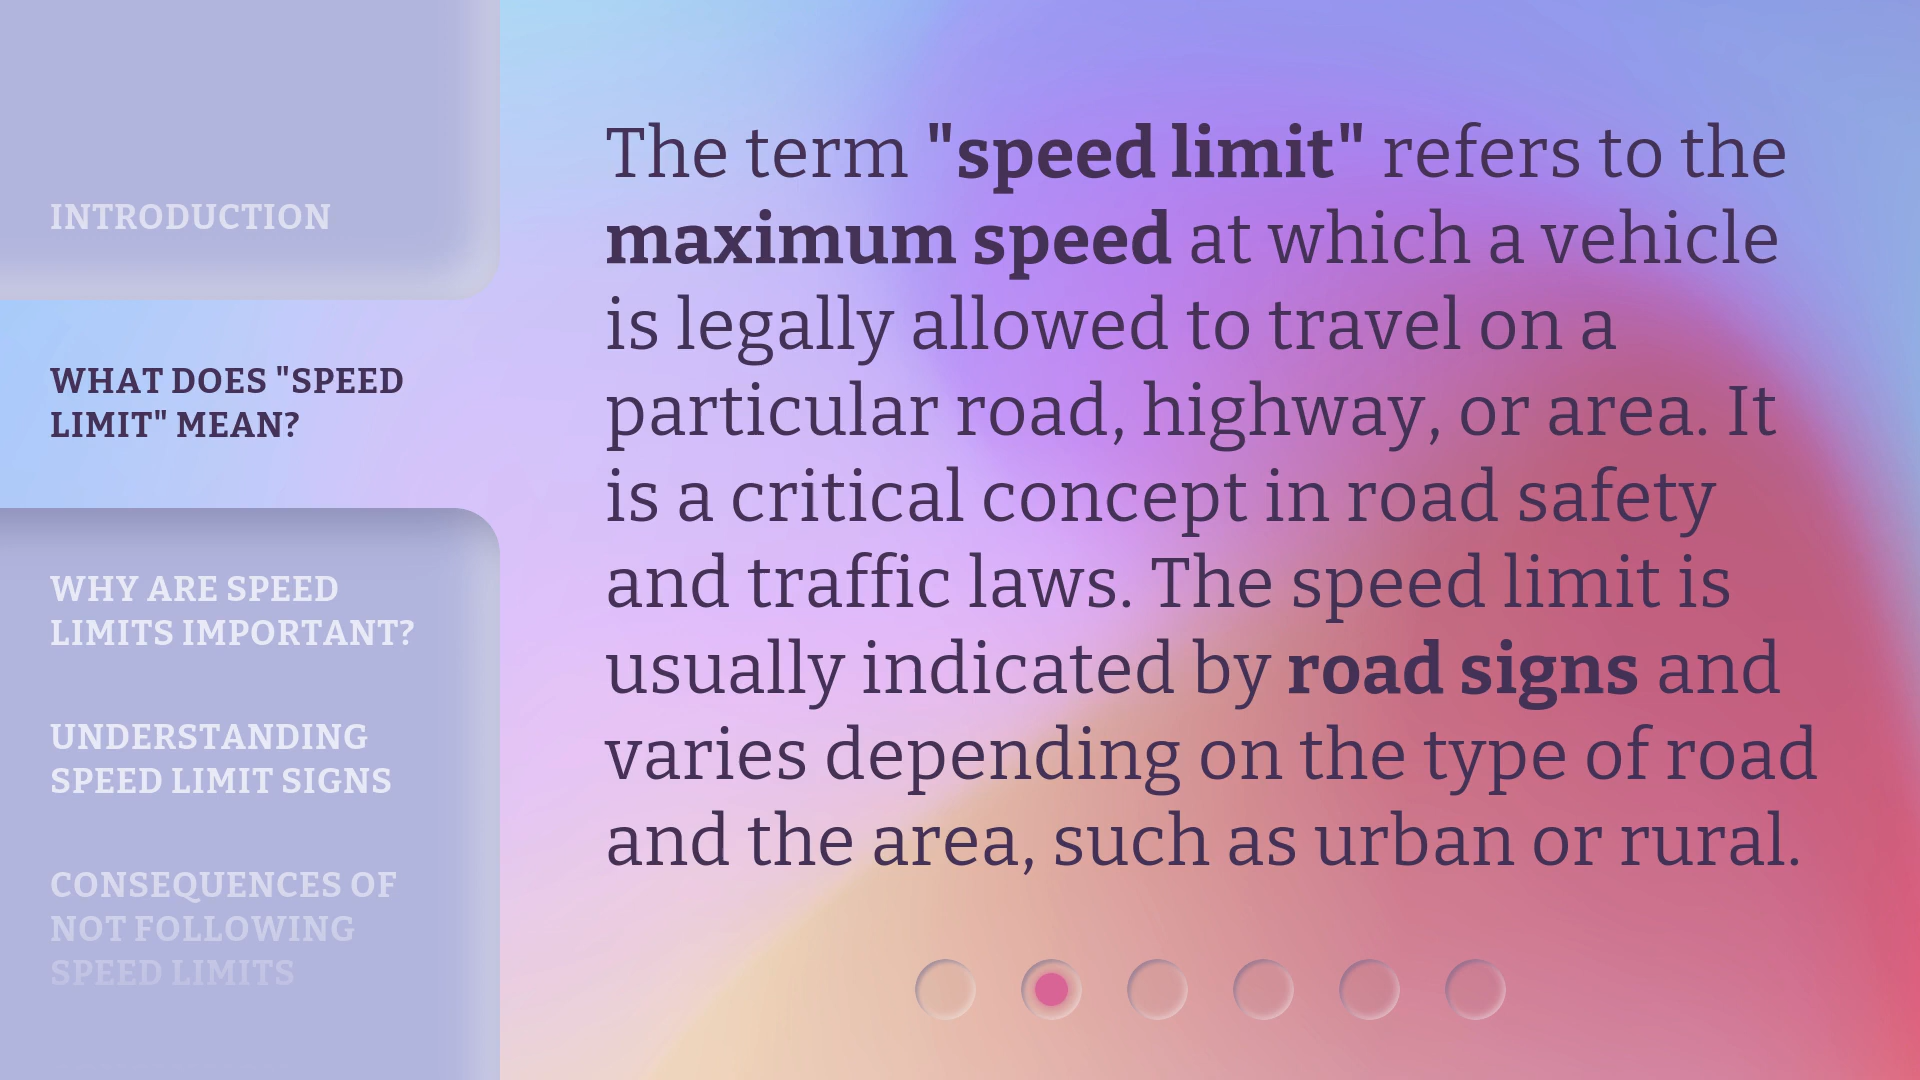 INTRODUCTION
WHAT DOES "SPEED
LIMIT" MEAN?
WHY ARE SPEED
LIMITS IMPORTANT?
UNDERSTANDING
SPEED LIMIT SIGNS
CONSEQUENCES OF
NOT FOLLOWING
SPEED LIMITS
The term "speed limit" refers to the
maximum speed at which a vehicle
is legally allowed to travel on a
particular road, highway, or area. It
is a critical concept in road safety
and traffic laws. The speed limit is
usually indicated by road signs and
varies depending on the type of road
and the area, such as urban or rural.